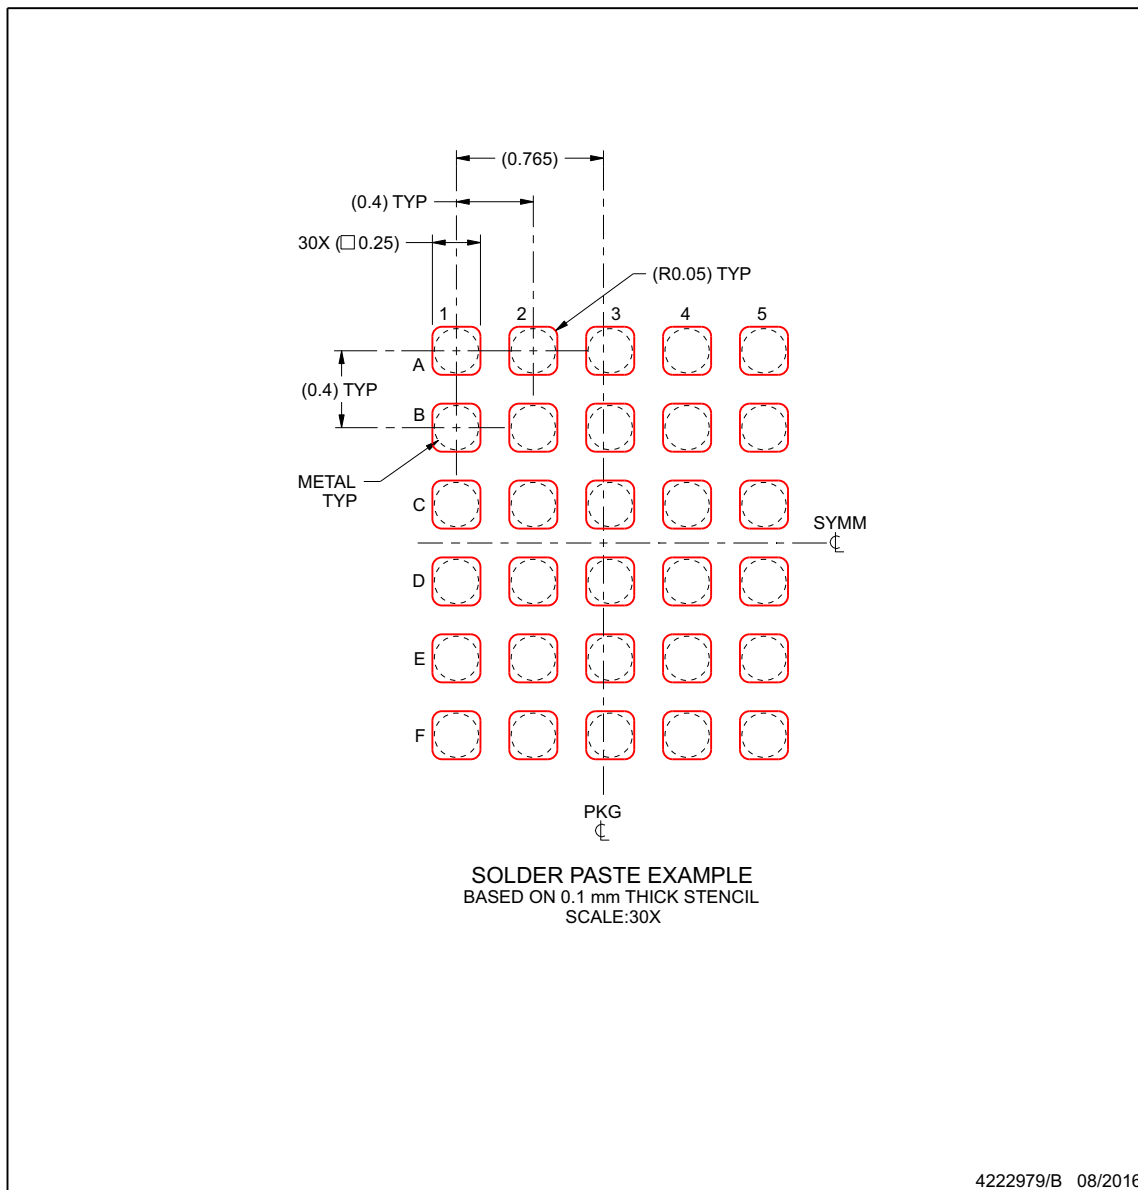 (0.765)
(0.4) TYP
30X (□0.25)
(R0.05) TYP
1 2 3 4 5
A
(0.4) TYP
B
METAL
TYP
C
SYMM
℄
D
E
F
PKG
℄
SOLDER PASTE EXAMPLE
BASED ON 0.1 mm THICK STENCIL
SCALE:30X
4222979/B 08/2016